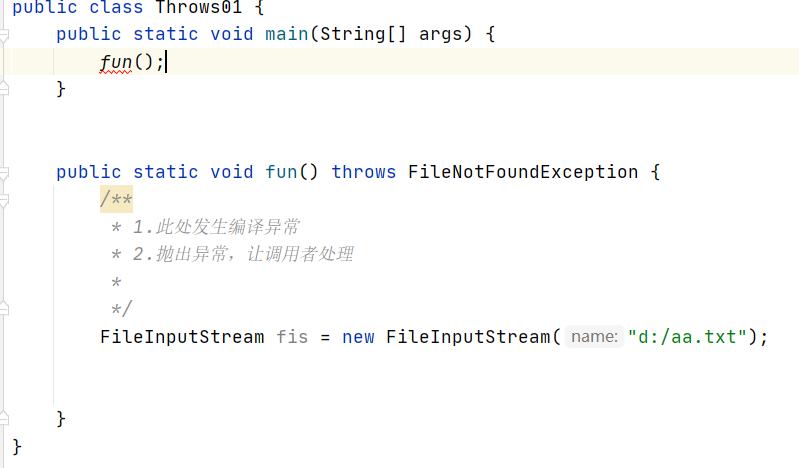 public class Throws01 {
public static void main(String[] args) {
fun();
}
public static void fun() throws FileNotFoundException {
/**
* 1.此处发生编译异常
* 2.抛出异常，让调用者处理
*
*/
FileInputStream fis = new FileInputStream( name: "d:/aa.txt");
}
}